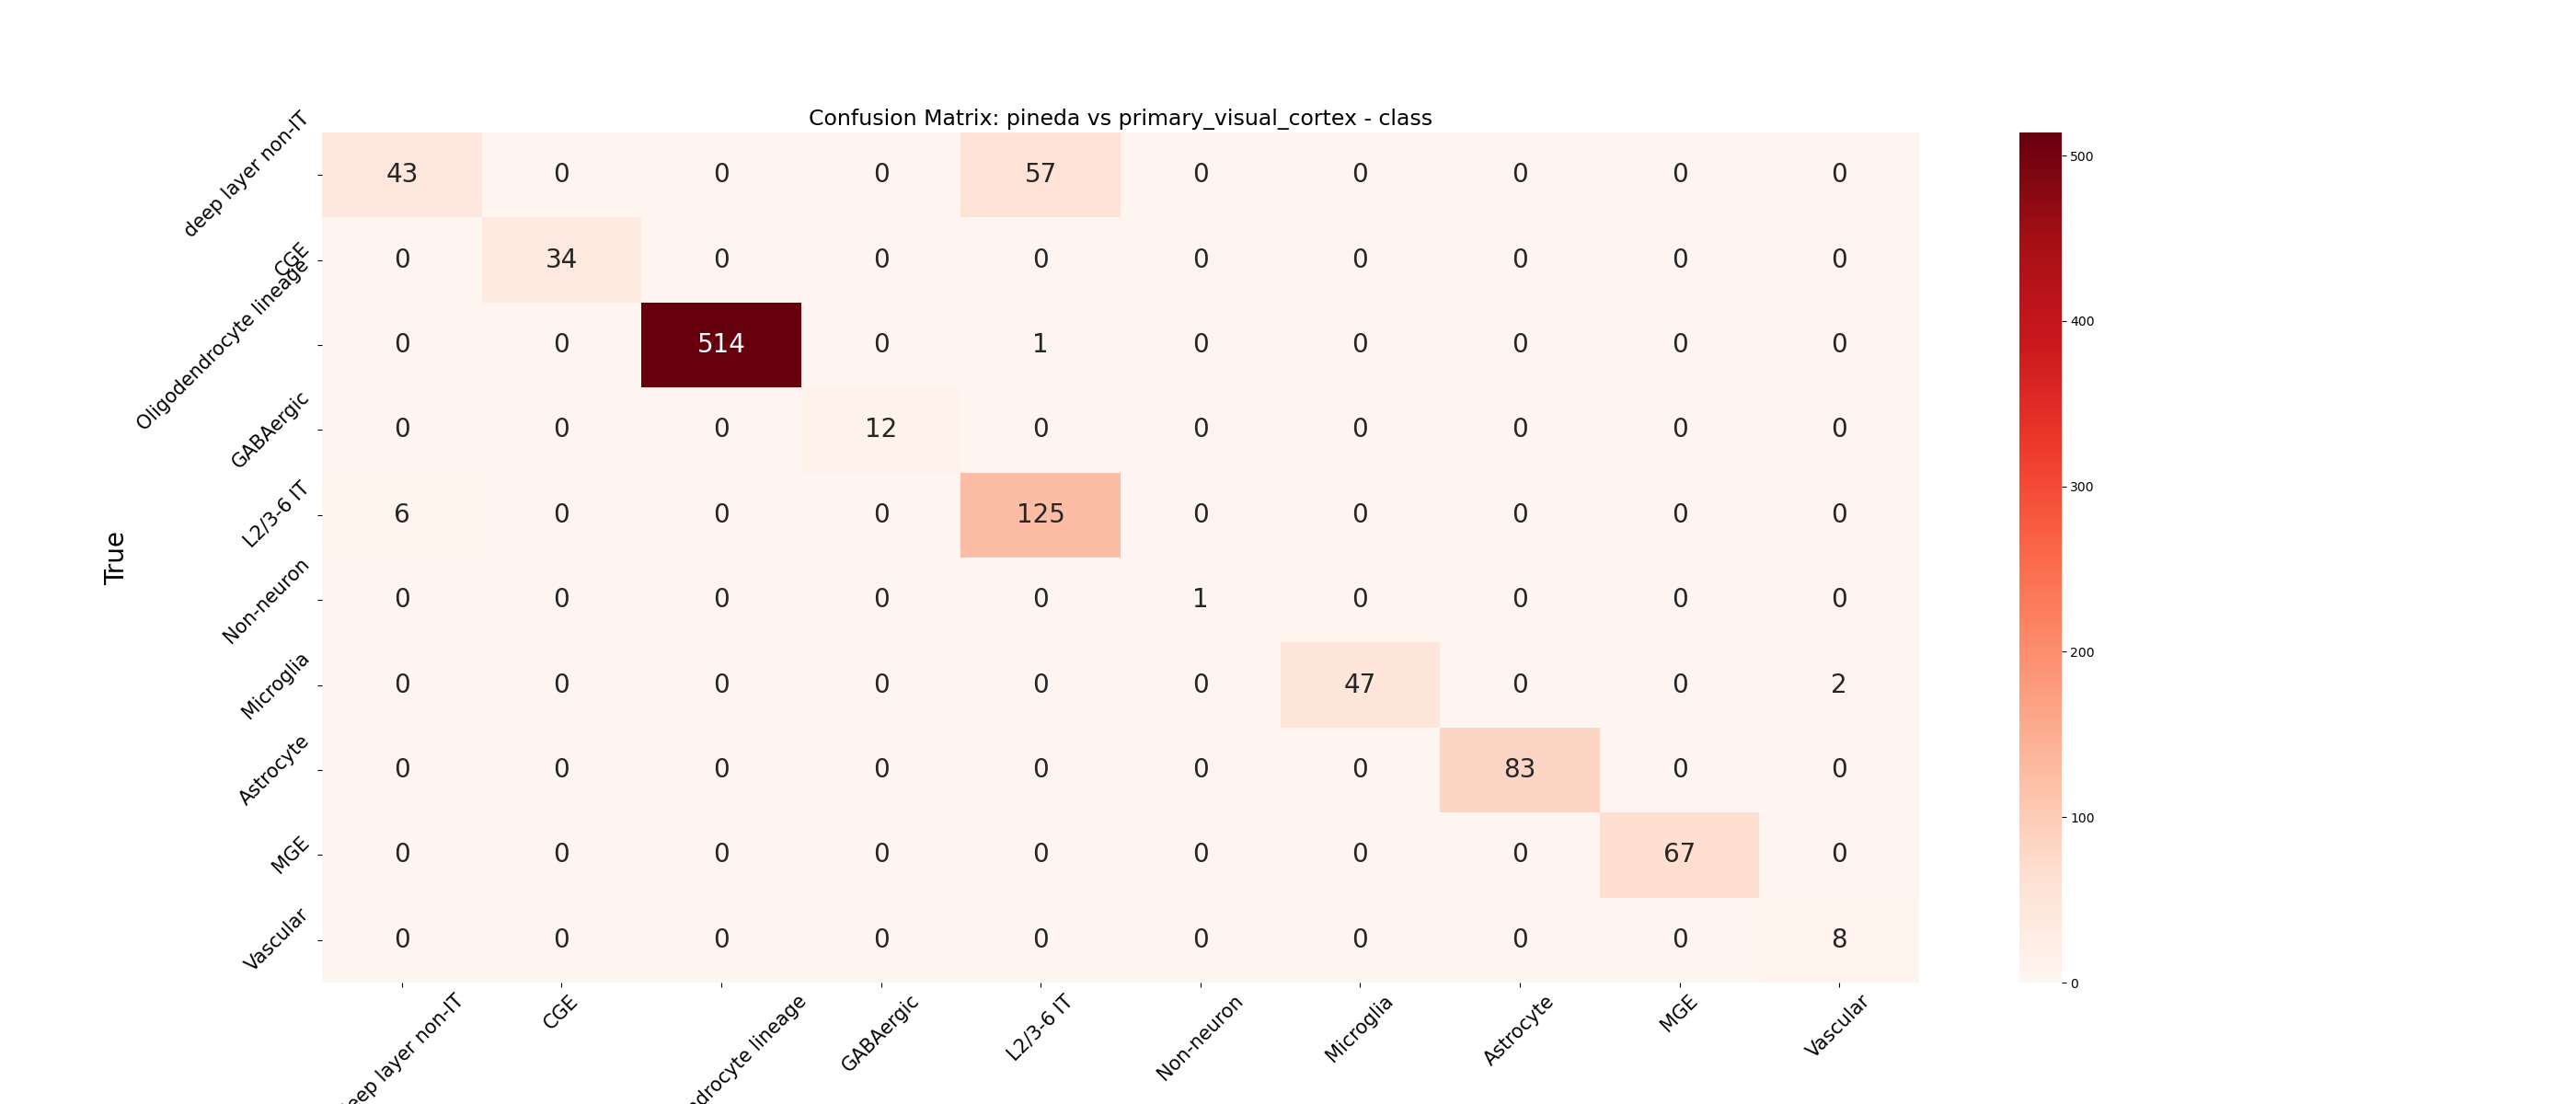 Confusion Matrix: pineda vs primary_visual_cortex - class
deep layer non-IT 43 0 0 0 57 0 0 0 0 0
CGE 0 34 0 0 0 0 0 0 0 0
Oligodendrocyte lineage 0 0 514 0 1 0 0 0 0 0
GABAergic 0 0 0 12 0 0 0 0 0 0
L2/3-6 IT 6 0 0 0 125 0 0 0 0 0
Non-neuron 0 0 0 0 0 1 0 0 0 0
Microglia 0 0 0 0 0 0 47 0 0 2
Astrocyte 0 0 0 0 0 0 0 83 0 0
MGE 0 0 0 0 0 0 0 0 67 0
Vascular 0 0 0 0 0 0 0 0 0 8
True
layer non-IT
CGE
lineage
GABAergic
L2/3-6 IT
Non-neuron
Microglia
Astrocyte
MGE
Vascular
500
400
300
200
100
0